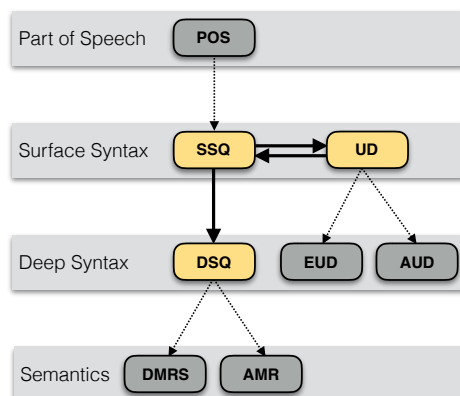 Part of Speech POS
Surface Syntax SSQ UD
Deep Syntax DSQ EUD AUD
Semantics DMRS AMR